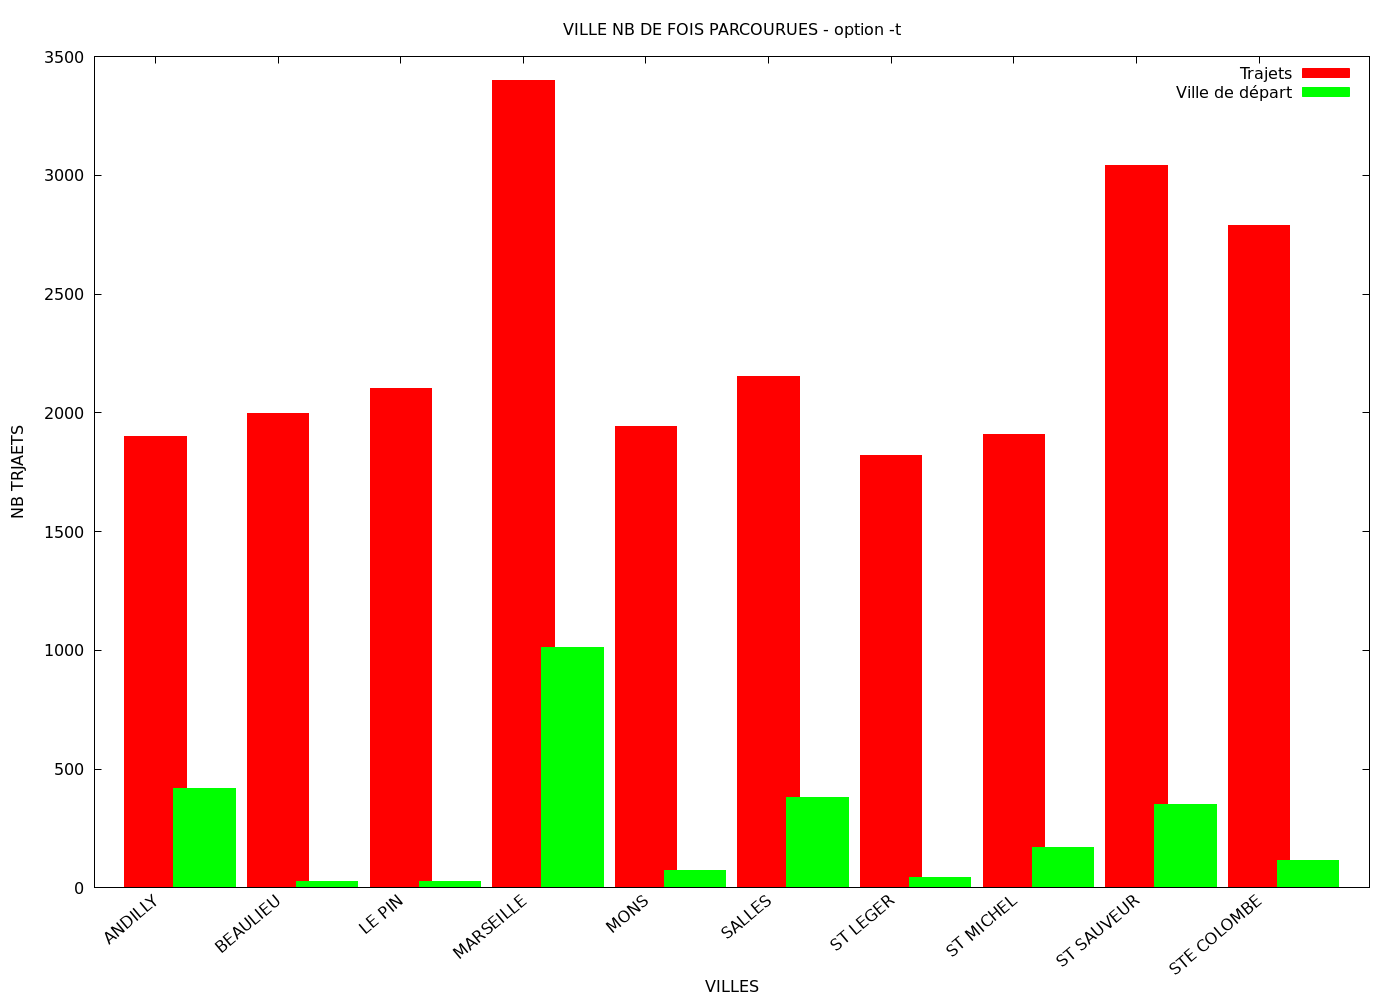 VILLE NB DE FOIS PARCOURUES - option -t
Trajets
Ville de départ
3500
3000
2500
2000
1500
1000
500
0
NB TRJAETS
ANDILLY
BEAULIEU
LE PIN
MARSEILLE
MONS
SALLES
ST LEGER
ST MICHEL
ST SAUVEUR
STE COLOMBE
VILLES